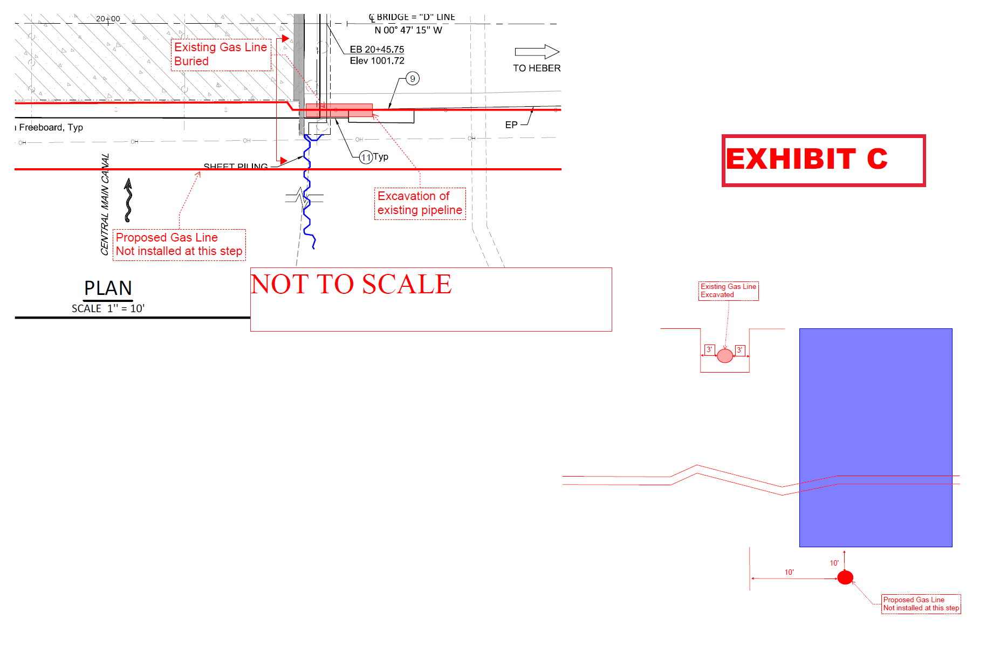 20+00
℄ BRIDGE = "D" LINE
N 00° 47' 15" W
Existing Gas Line
Buried
EB 20+45.75
Elev 1001.72
TO HEBER
9
EP
Freeboard, Typ
OH
OH
OH
OH
OH
11 Typ
SHEET PILING
CENTRAL MAIN CANAL
EXHIBIT C
Excavation of
existing pipeline
Proposed Gas Line
Not installed at this step
NOT TO SCALE
PLAN
SCALE 1" = 10'
Existing Gas Line
Excavated
3'
3'
10'
10'
Proposed Gas Line
Not installed at this step